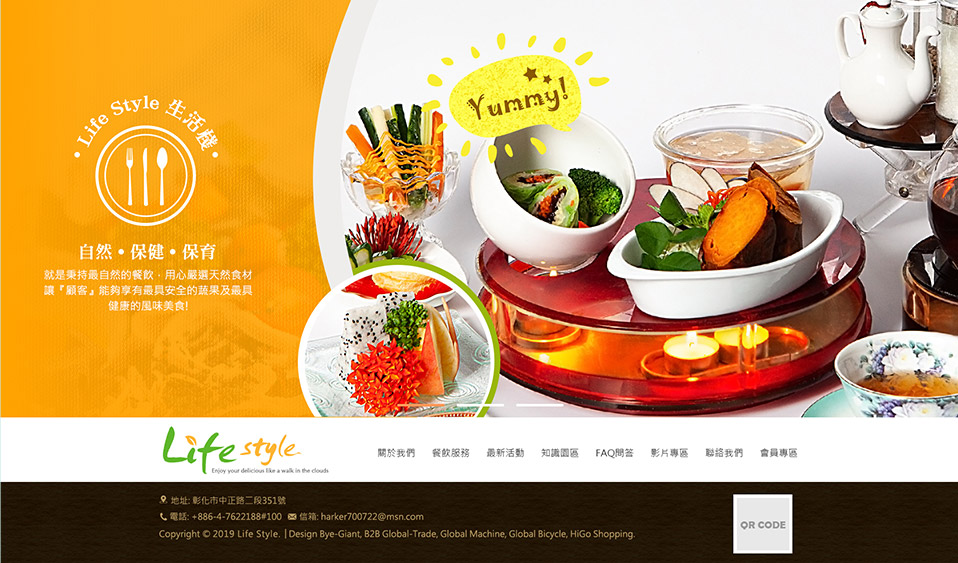 Life Style 生活棧
Yummy!
自然 • 保健 • 保育
就是秉持最自然的餐飲，用心嚴選天然食材
讓『顧客』能夠享有最具安全的蔬果及最具
健康的風味美食!
Life style
Enjoy your delicious like a walk in the clouds
關於我們 餐飲服務 最新活動 知識園區 FAQ問答 影片專區 聯絡我們 會員專區
地址: 彰化市中正路二段351號
電話: +886-4-7622188#100 信箱: harker700722@msn.com
Copyright © 2019 Life Style. | Design Bye-Giant, B2B Global-Trade, Global Machine, Global Bicycle, HiGo Shopping.
QR CODE